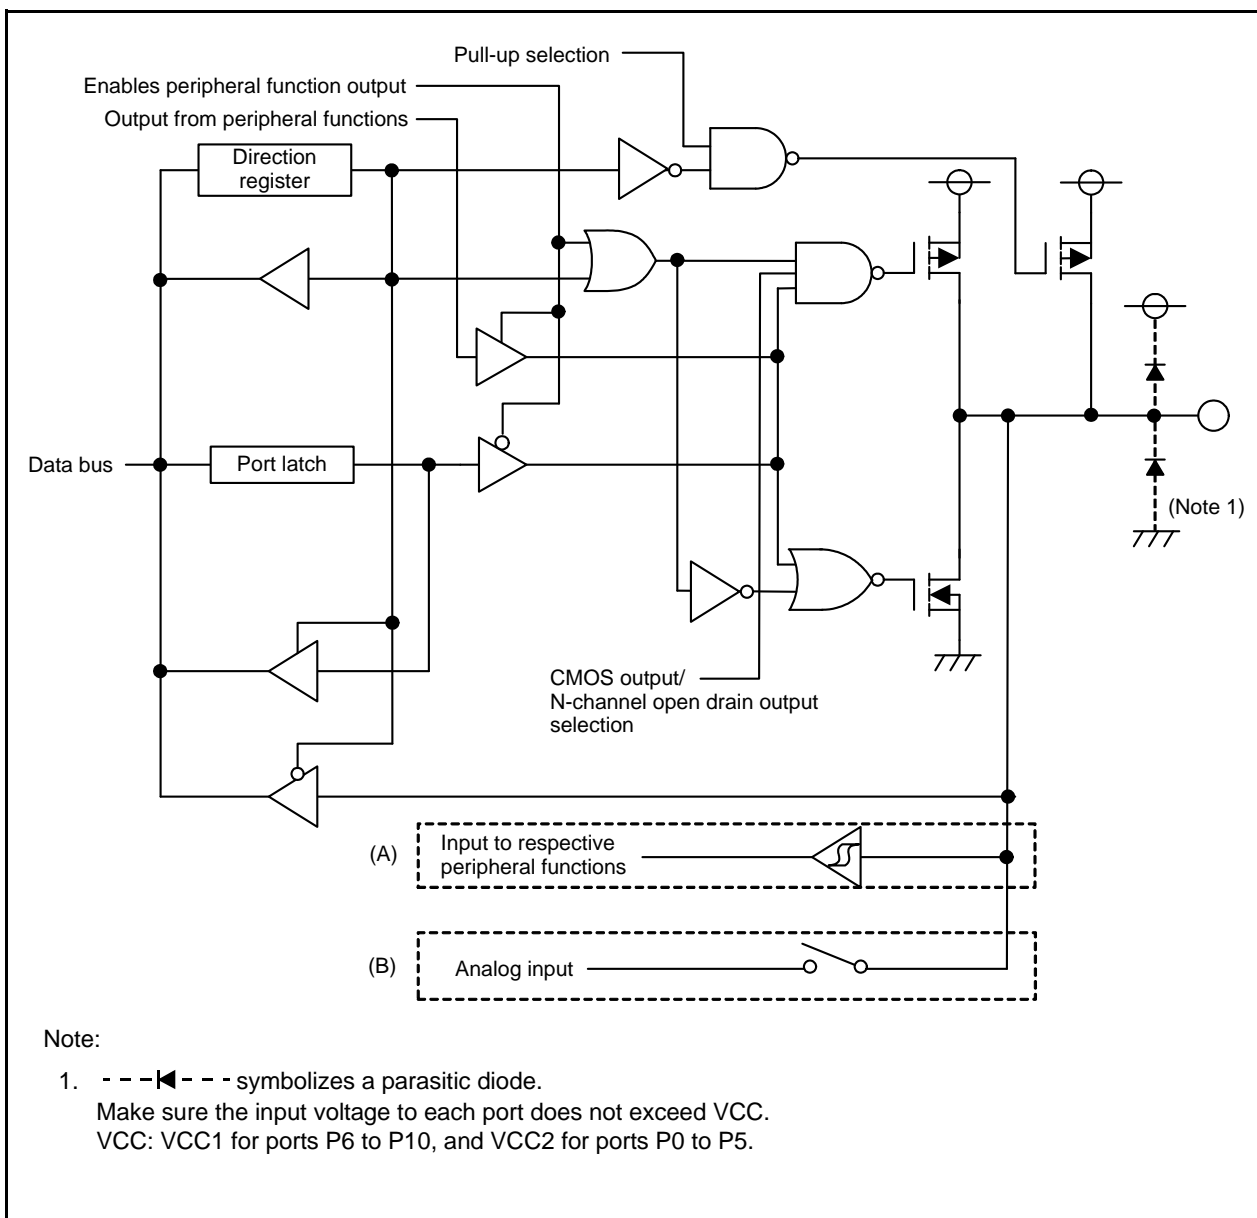 Pull-up selection
Enables peripheral function output
Output from peripheral functions
Direction
register
Data bus
Port latch
(Note 1)
CMOS output/
N-channel open drain output
selection
(A)
Input to respective
peripheral functions
(B)
Analog input
Note:
1. symbolizes a parasitic diode.
Make sure the input voltage to each port does not exceed VCC.
VCC: VCC1 for ports P6 to P10, and VCC2 for ports P0 to P5.